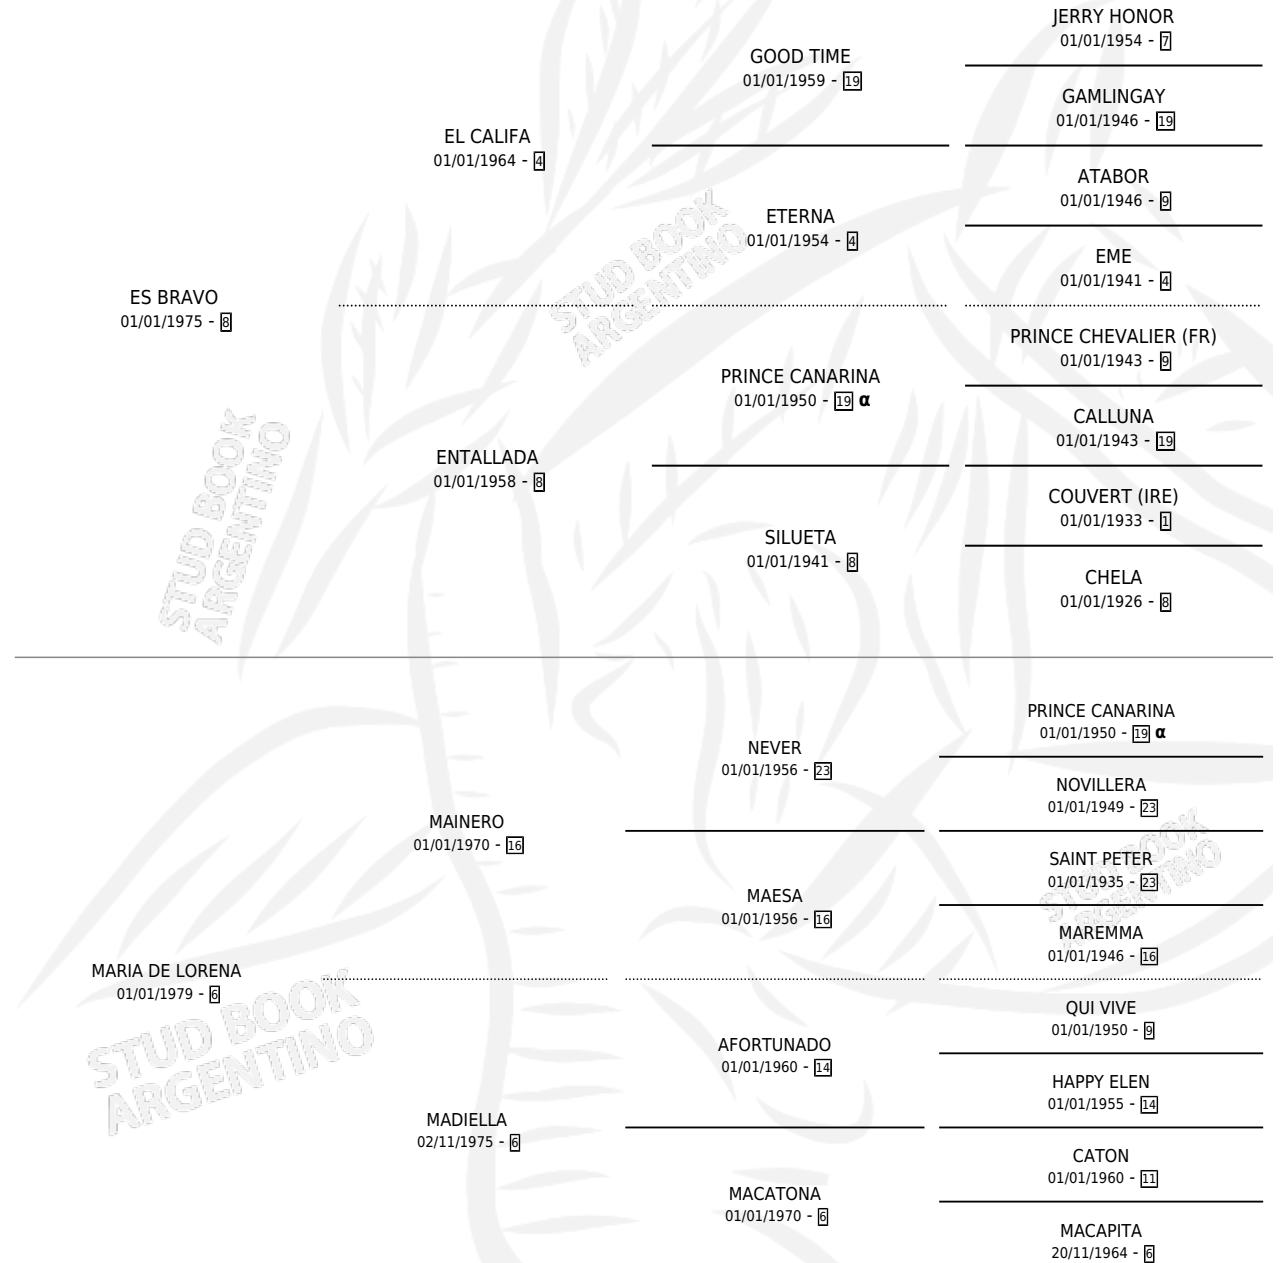 JERRY HONOR
01/01/1954 - 7
GOOD TIME
01/01/1959 - 19
GAMLINGAY
01/01/1946 - 19
EL CALIFA
01/01/1964 - 4
ATABOR
01/01/1946 - 9
ETERNA
01/01/1954 - 4
EME
01/01/1941 - 4
ES BRAVO
01/01/1975 - 8
PRINCE CHEVALIER (FR)
01/01/1943 - 9
PRINCE CANARINA
01/01/1950 - 19 α
CALLUNA
01/01/1943 - 19
ENTALLADA
01/01/1958 - 8
COUVERT (IRE)
01/01/1933 - 1
SILUETA
01/01/1941 - 8
CHELA
01/01/1926 - 8
PRINCE CANARINA
01/01/1950 - 19 α
NEVER
01/01/1956 - 23
NOVILLERA
01/01/1949 - 23
MAINERO
01/01/1970 - 16
SAINT PETER
01/01/1935 - 23
MAESA
01/01/1956 - 16
MAREMMA
01/01/1946 - 16
MARIA DE LORENA
01/01/1979 - 6
QUI VIVE
01/01/1950 - 9
AFORTUNADO
01/01/1960 - 14
HAPPY ELEN
01/01/1955 - 14
MADIELLA
02/11/1975 - 6
CATON
01/01/1960 - 11
MACATONA
01/01/1970 - 6
MACAPITA
20/11/1964 - 6
STUD BOOK
ARGENTINO
STUD BOOK
ARGENTINO
STUD BOOK
ARGENTINO
STUD BOOK
ARGENTINO